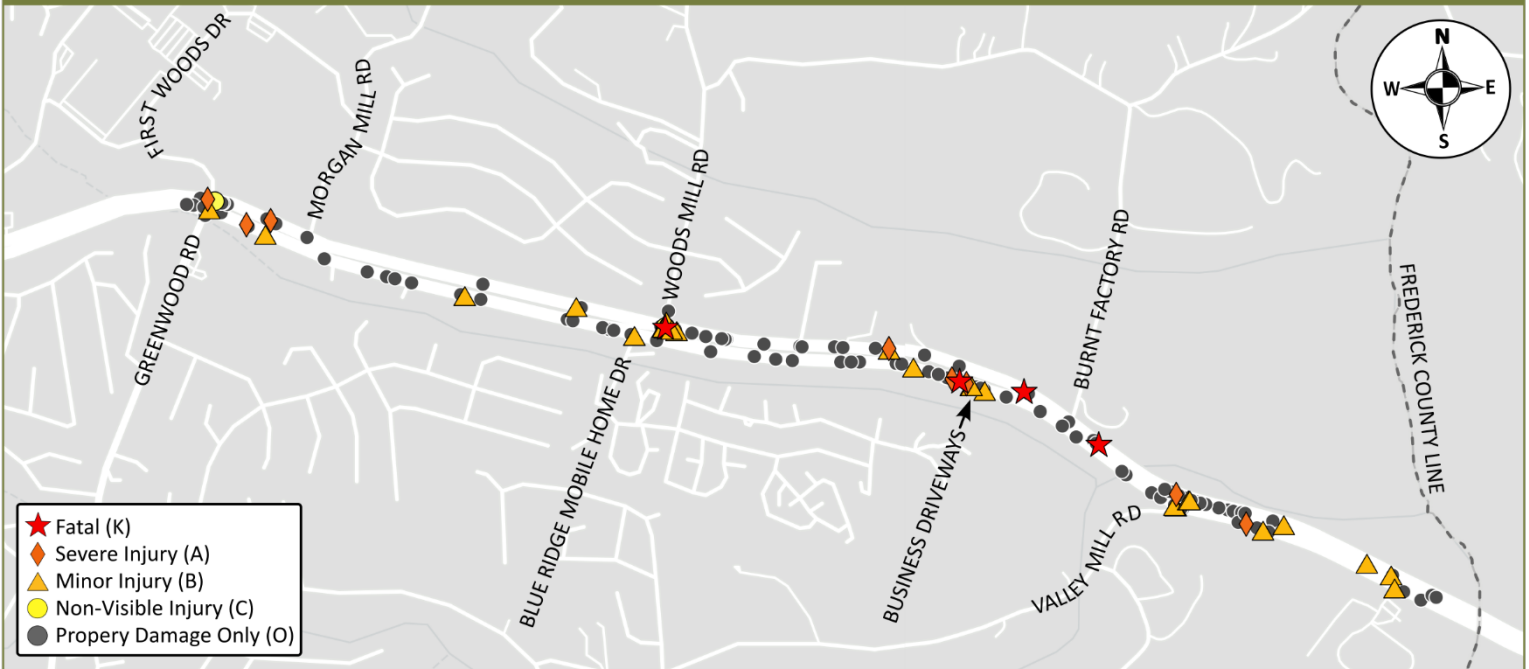 FIRST WOODS DR
MORGAN MILL RD
N
W
E
S
GREENWOOD RD
WOODS MILL RD
BLUE RIDGE MOBILE HOME DR
BUSINESS DRIVEWAYS
BURNT FACTORY RD
VALLEY MILL RD
FREDERICK COUNTY LINE
Fatal (K)
Severe Injury (A)
Minor Injury (B)
Non-Visible Injury (C)
Propery Damage Only (O)